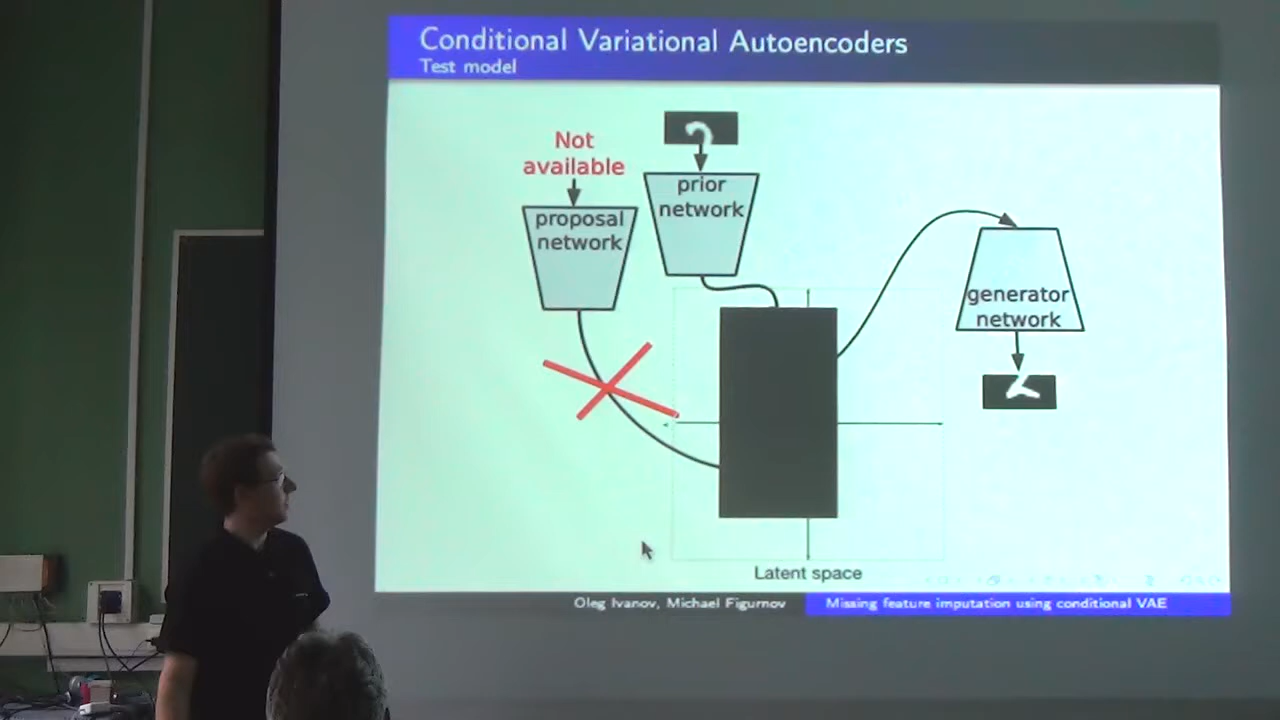 Conditional Variational Autoencoders
Test model
Not
available
proposal
network
prior
network
generator
network
Latent space
Oleg Ivanov, Michael Figurnov
Missing feature imputation using conditional VAE